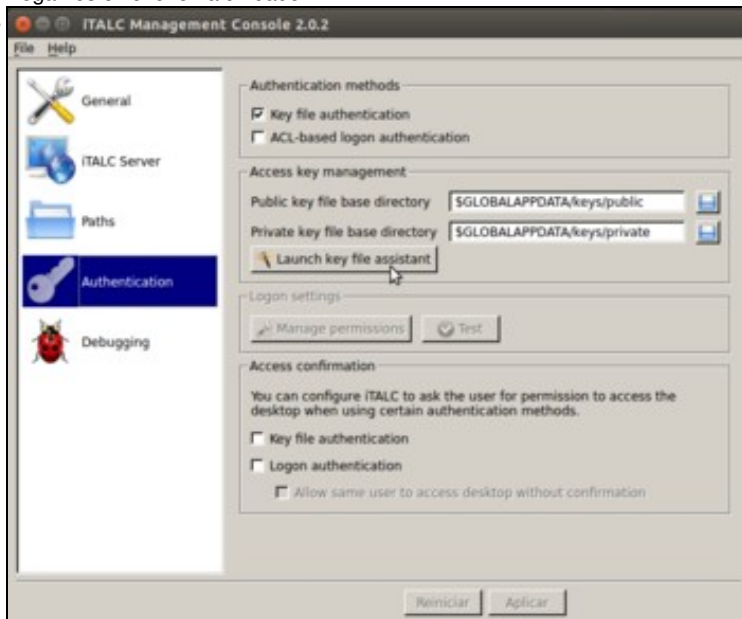 iTALC Management Console 2.0.2
File Help
General
iTALC Server
Paths
Authentication
Debugging
Authentication methods
Key file authentication
ACL-based logon authentication
Access key management
Public key file base directory $GLOBALAPPDATA/keys/public
Private key file base directory $GLOBALAPPDATA/keys/private
Launch key file assistant
Logon settings
Manage permissions Test
Access confirmation
You can configure iTALC to ask the user for permission to access the
desktop when using certain authentication methods.
Key file authentication
Logon authentication
Allow same user to access desktop without confirmation
Reiniciar Aplicar